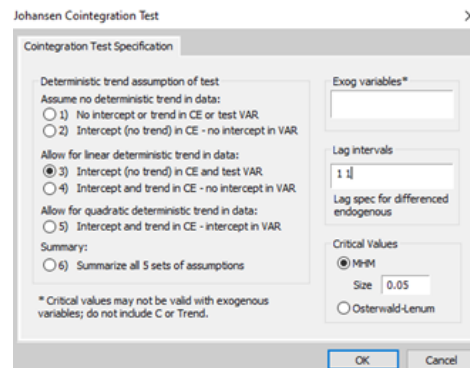 Johansen Cointegration Test
Cointegration Test Specification
Deterministic trend assumption of test
Assume no deterministic trend in data:
1) No intercept or trend in CE or test VAR
2) Intercept (no trend) in CE - no intercept in VAR
Allow for linear deterministic trend in data:
3) Intercept (no trend) in CE and test VAR
4) Intercept and trend in CE - no intercept in VAR
Allow for quadratic deterministic trend in data:
5) Intercept and trend in CE - intercept in VAR
Summary:
6) Summarize all 5 sets of assumptions
* Critical values may not be valid with exogenous
variables; do not include C or Trend.
Exog variables*
Lag intervals
1 1
Lag spec for differenced
endogenous
Critical Values
MHM
Size 0.05
Osterwald-Lenum
OK
Cancel